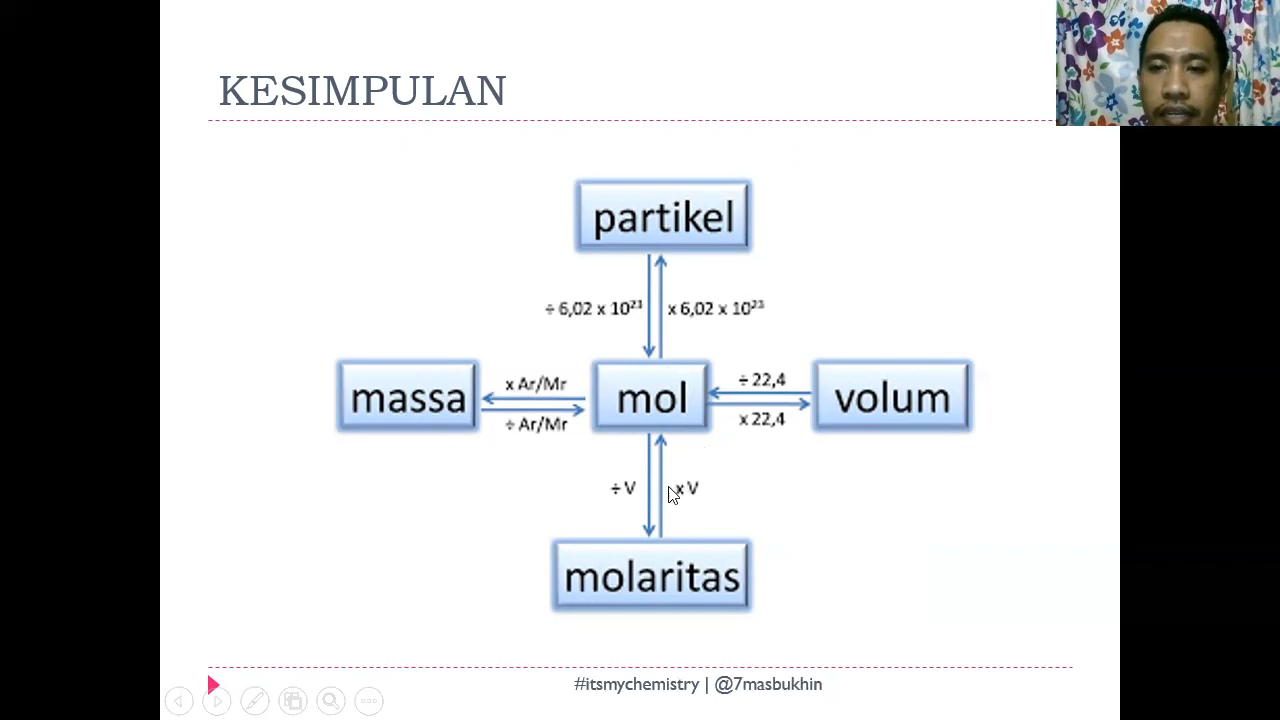 KESIMPULAN
partikel
÷ 6,02 x 10²³ x 6,02 x 10²³
massa
x Ar/Mr
÷ Ar/Mr
mol
÷ 22,4
x 22,4
volum
÷ V x V
molaritas
#itsmychemistry | @7masbukhin